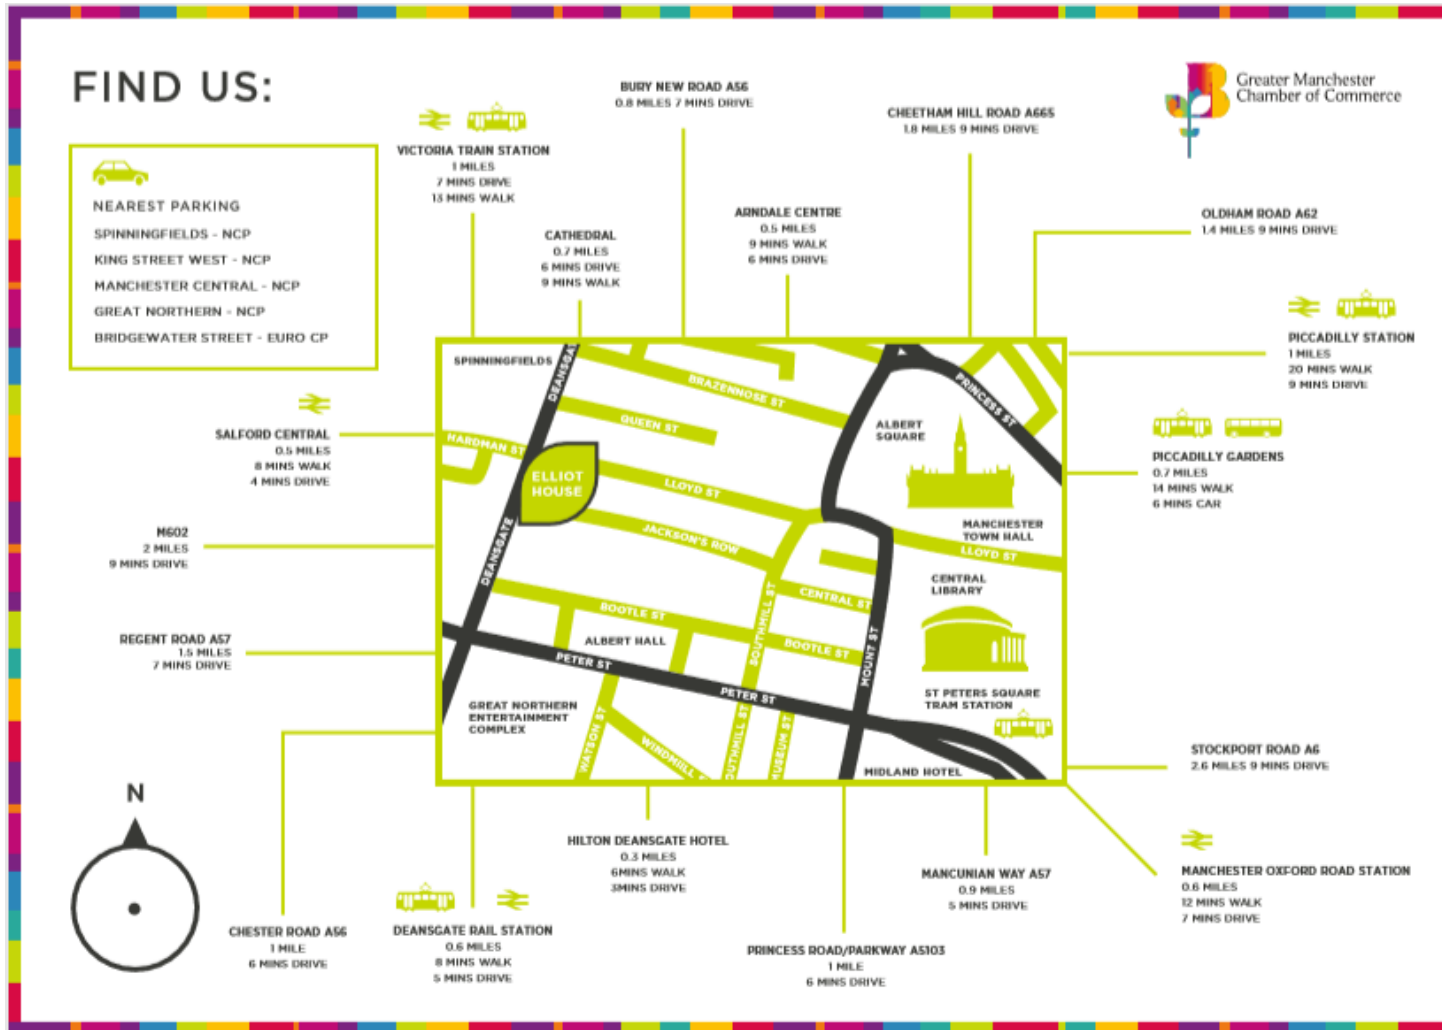 FIND US:
NEAREST PARKING
SPINNINGFIELDS - NCP
KING STREET WEST - NCP
MANCHESTER CENTRAL - NCP
GREAT NORTHERN - NCP
BRIDGEWATER STREET - EURO CP
VICTORIA TRAIN STATION
1 MILES
7 MINS DRIVE
13 MINS WALK
BURY NEW ROAD A56
0.8 MILES 7 MINS DRIVE
CHEETHAM HILL ROAD A665
1.8 MILES 9 MINS DRIVE
Greater Manchester
Chamber of Commerce
CATHEDRAL
0.7 MILES
6 MINS DRIVE
9 MINS WALK
ARNDALE CENTRE
0.5 MILES
9 MINS WALK
6 MINS DRIVE
OLDHAM ROAD A62
1.4 MILES 9 MINS DRIVE
PICCADILLY STATION
1 MILES
20 MINS WALK
9 MINS DRIVE
PICCADILLY GARDENS
0.7 MILES
14 MINS WALK
6 MINS CAR
SALFORD CENTRAL
0.5 MILES
8 MINS WALK
4 MINS DRIVE
M602
2 MILES
9 MINS DRIVE
REGENT ROAD A57
1.5 MILES
7 MINS DRIVE
SPINNINGFIELDS
DEANSGAT
BRAZENNOSE ST
PRINCESS ST
QUEEN ST
ALBERT
SQUARE
HARDMAN ST
ELLIOT
HOUSE
LLOYD ST
MANCHESTER
TOWN HALL
JACKSON'S ROW
LLOYD ST
DEANSGATE
CENTRAL
LIBRARY
CENTRAL ST
BOOTLE ST
SOUTHMILL ST
ALBERT HALL
BOOTLE ST
MOUNT ST
PETER ST
PETER ST
ST PETERS SQUARE
TRAM STATION
GREAT NORTHERN
ENTERTAINMENT
COMPLEX
WATSON ST
WINDMILL S
OUTHMILL ST
MUSEUM ST
MIDLAND HOTEL
STOCKPORT ROAD A6
2.6 MILES 9 MINS DRIVE
N
HILTON DEANSGATE HOTEL
0.3 MILES
6MINS WALK
3MINS DRIVE
MANCUNIAN WAY A57
0.9 MILES
5 MINS DRIVE
MANCHESTER OXFORD ROAD STATION
0.6 MILES
12 MINS WALK
7 MINS DRIVE
CHESTER ROAD A56
1 MILE
6 MINS DRIVE
DEANSGATE RAIL STATION
0.6 MILES
8 MINS WALK
5 MINS DRIVE
PRINCESS ROAD/PARKWAY A5103
1 MILE
6 MINS DRIVE